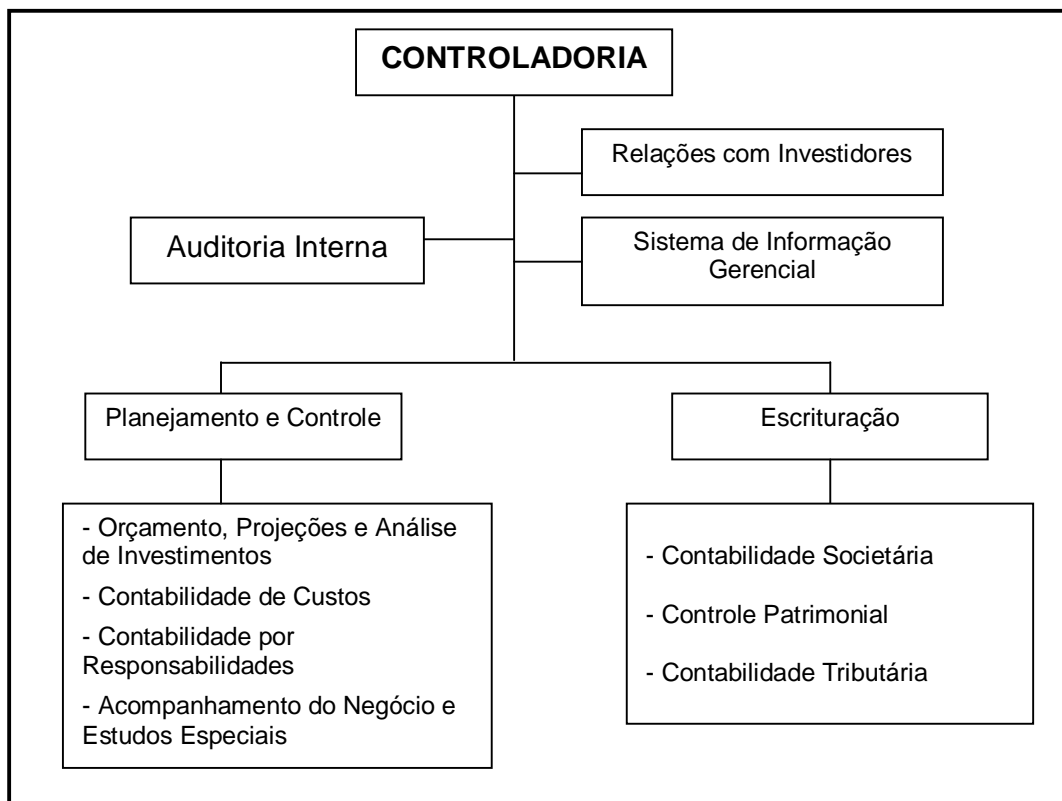 CONTROLADORIA
Relações com Investidores
Auditoria Interna
Sistema de Informação
Gerencial
Planejamento e Controle
Escrituração
- Orçamento, Projeções e Análise
de Investimentos
- Contabilidade de Custos
- Contabilidade por
Responsabilidades
- Acompanhamento do Negócio e
Estudos Especiais
- Contabilidade Societária
- Controle Patrimonial
- Contabilidade Tributária